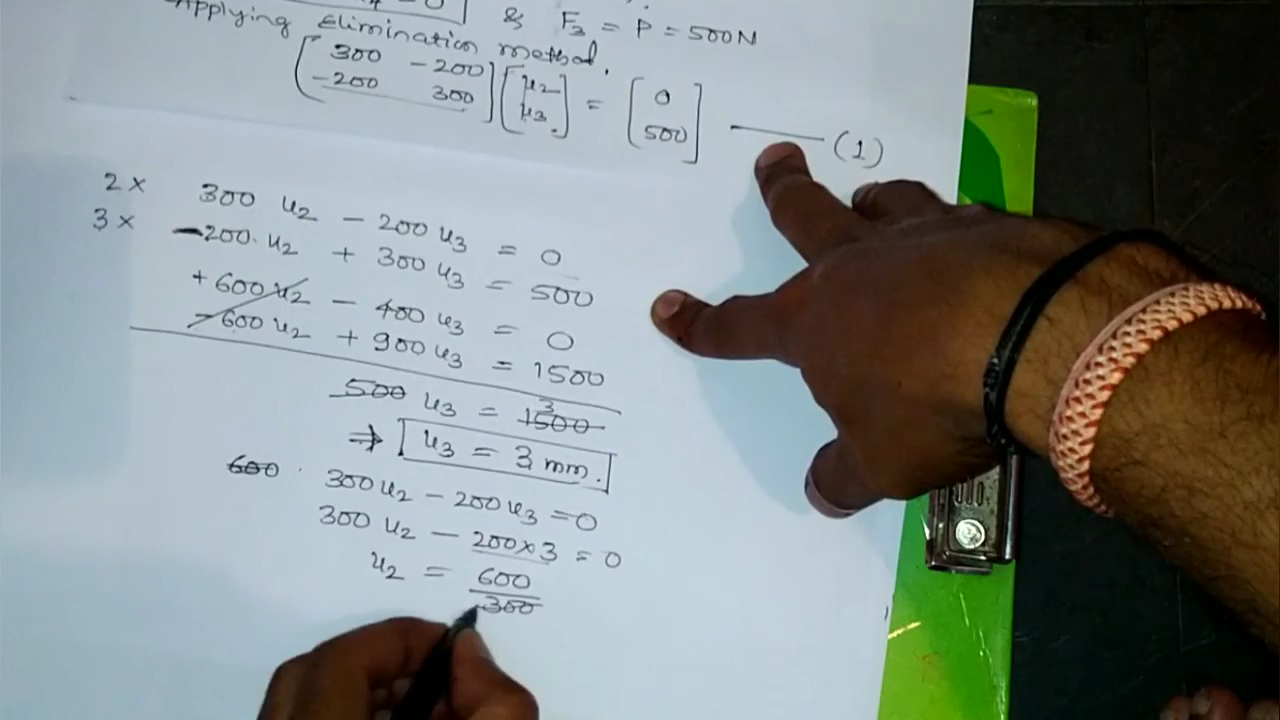 & F3 = P = 500N
Applying Elimination method.
[300 -200
-200 300] [u2
u3] = [0
500] —— (1)
2 × 300 u2 - 200 u3 = 0
3 × -200. u2 + 300 u3 = 500
+ 600 u2 - 400 u3 = 0
- 600 u2 + 900 u3 = 1500
500 u3 = 1500 3
⇒ u3 = 3 mm.
600 300 u2 - 200 u3 = 0
300 u2 - 200×3 = 0
u2 = 600/300